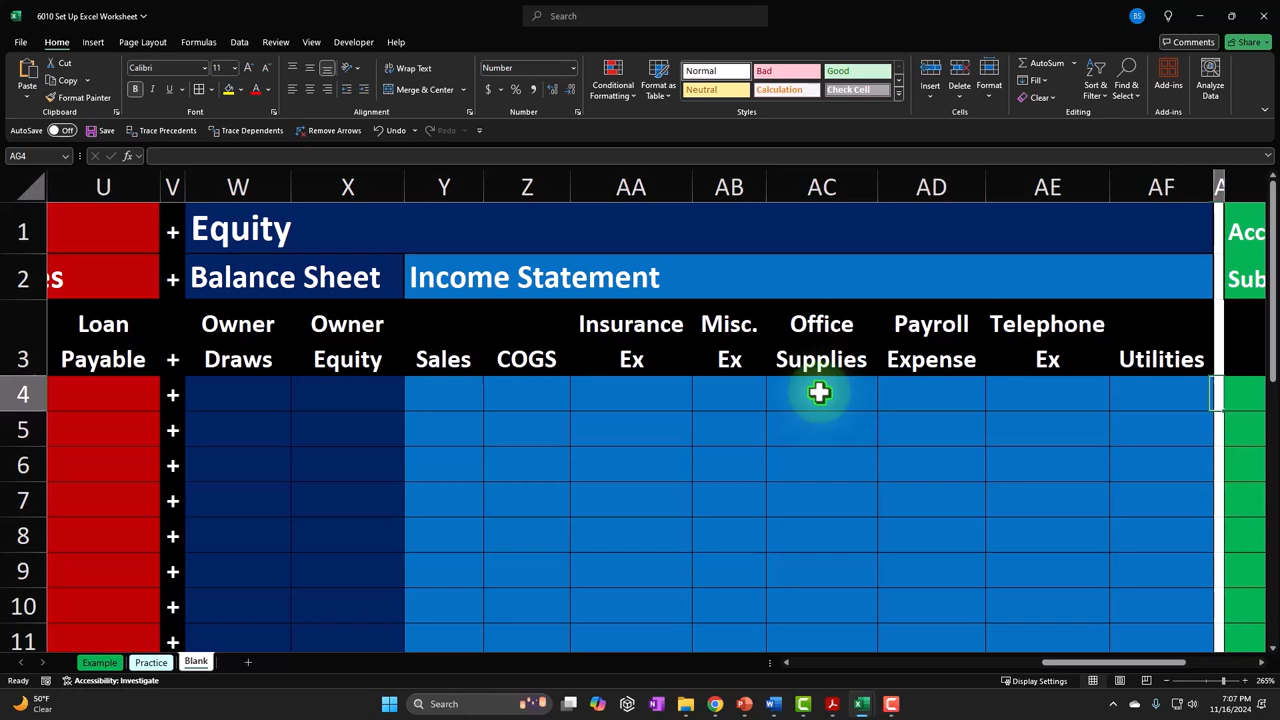 6010 Set Up Excel Worksheet
Search
BS
File Home Insert Page Layout Formulas Data Review View Developer Help
Comments Share
Paste
Cut
Copy
Format Painter
Clipboard
Calibri 11
B I U
Font
Wrap Text
Merge & Center
Alignment
Number
$ % 9
Number
Conditional Formatting
Format as Table
Normal Bad Good
Neutral Calculation Check Cell
Styles
Insert Delete Format
Cells
AutoSum
Fill
Clear
Sort & Filter
Find & Select
Editing
Add-ins
Add-ins
Analyze Data
AutoSave Off Save Trace Precedents Trace Dependents Remove Arrows Undo Redo
AG4 fx
U V W X Y Z AA AB AC AD AE AF A
1 + Equity Acc
2 es + Balance Sheet Income Statement Sub
3 Loan Payable + Owner Draws Owner Equity Sales COGS Insurance Ex Misc. Ex Office Supplies Payroll Expense Telephone Ex Utilities
4 +
5 +
6 +
7 +
8 +
9 +
10 +
11 +
Example Practice Blank
Ready Accessibility: Investigate Display Settings 265%
50°F
Clear
Search
7:07 PM
11/16/2024